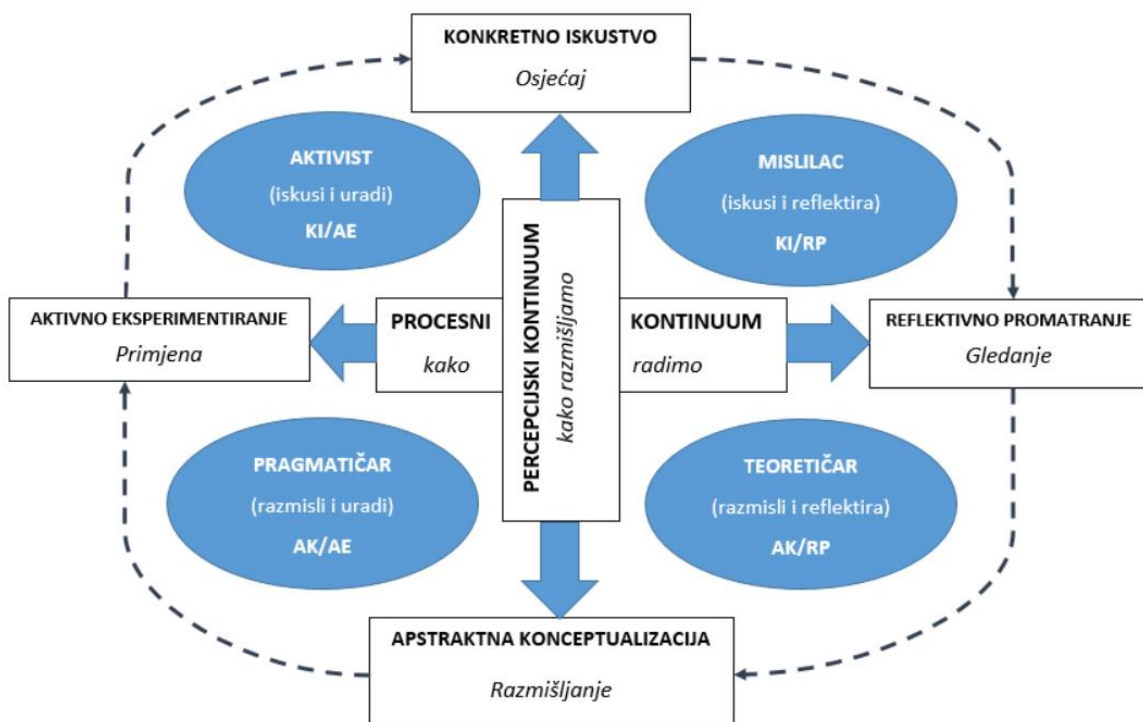 KONKRETNO ISKUSTVO
Osjećaj
AKTIVIST
(iskusi i uradi)
KI/AE
MISLILAC
(iskusi i reflektira)
KI/RP
AKTIVNO EKSPERIMENTIRANJE
Primjena
PROCESNI
kako
PERCEPCIJSKI KONTINUUM
kako razmišljamo
KONTINUUM
radimo
REFLEKTIVNO PROMATRANJE
Gledanje
PRAGMATIČAR
(razmisli i uradi)
AK/AE
TEORETIČAR
(razmisli i reflektira)
AK/RP
APSTRAKTNA KONCEPTUALIZACIJA
Razmišljanje